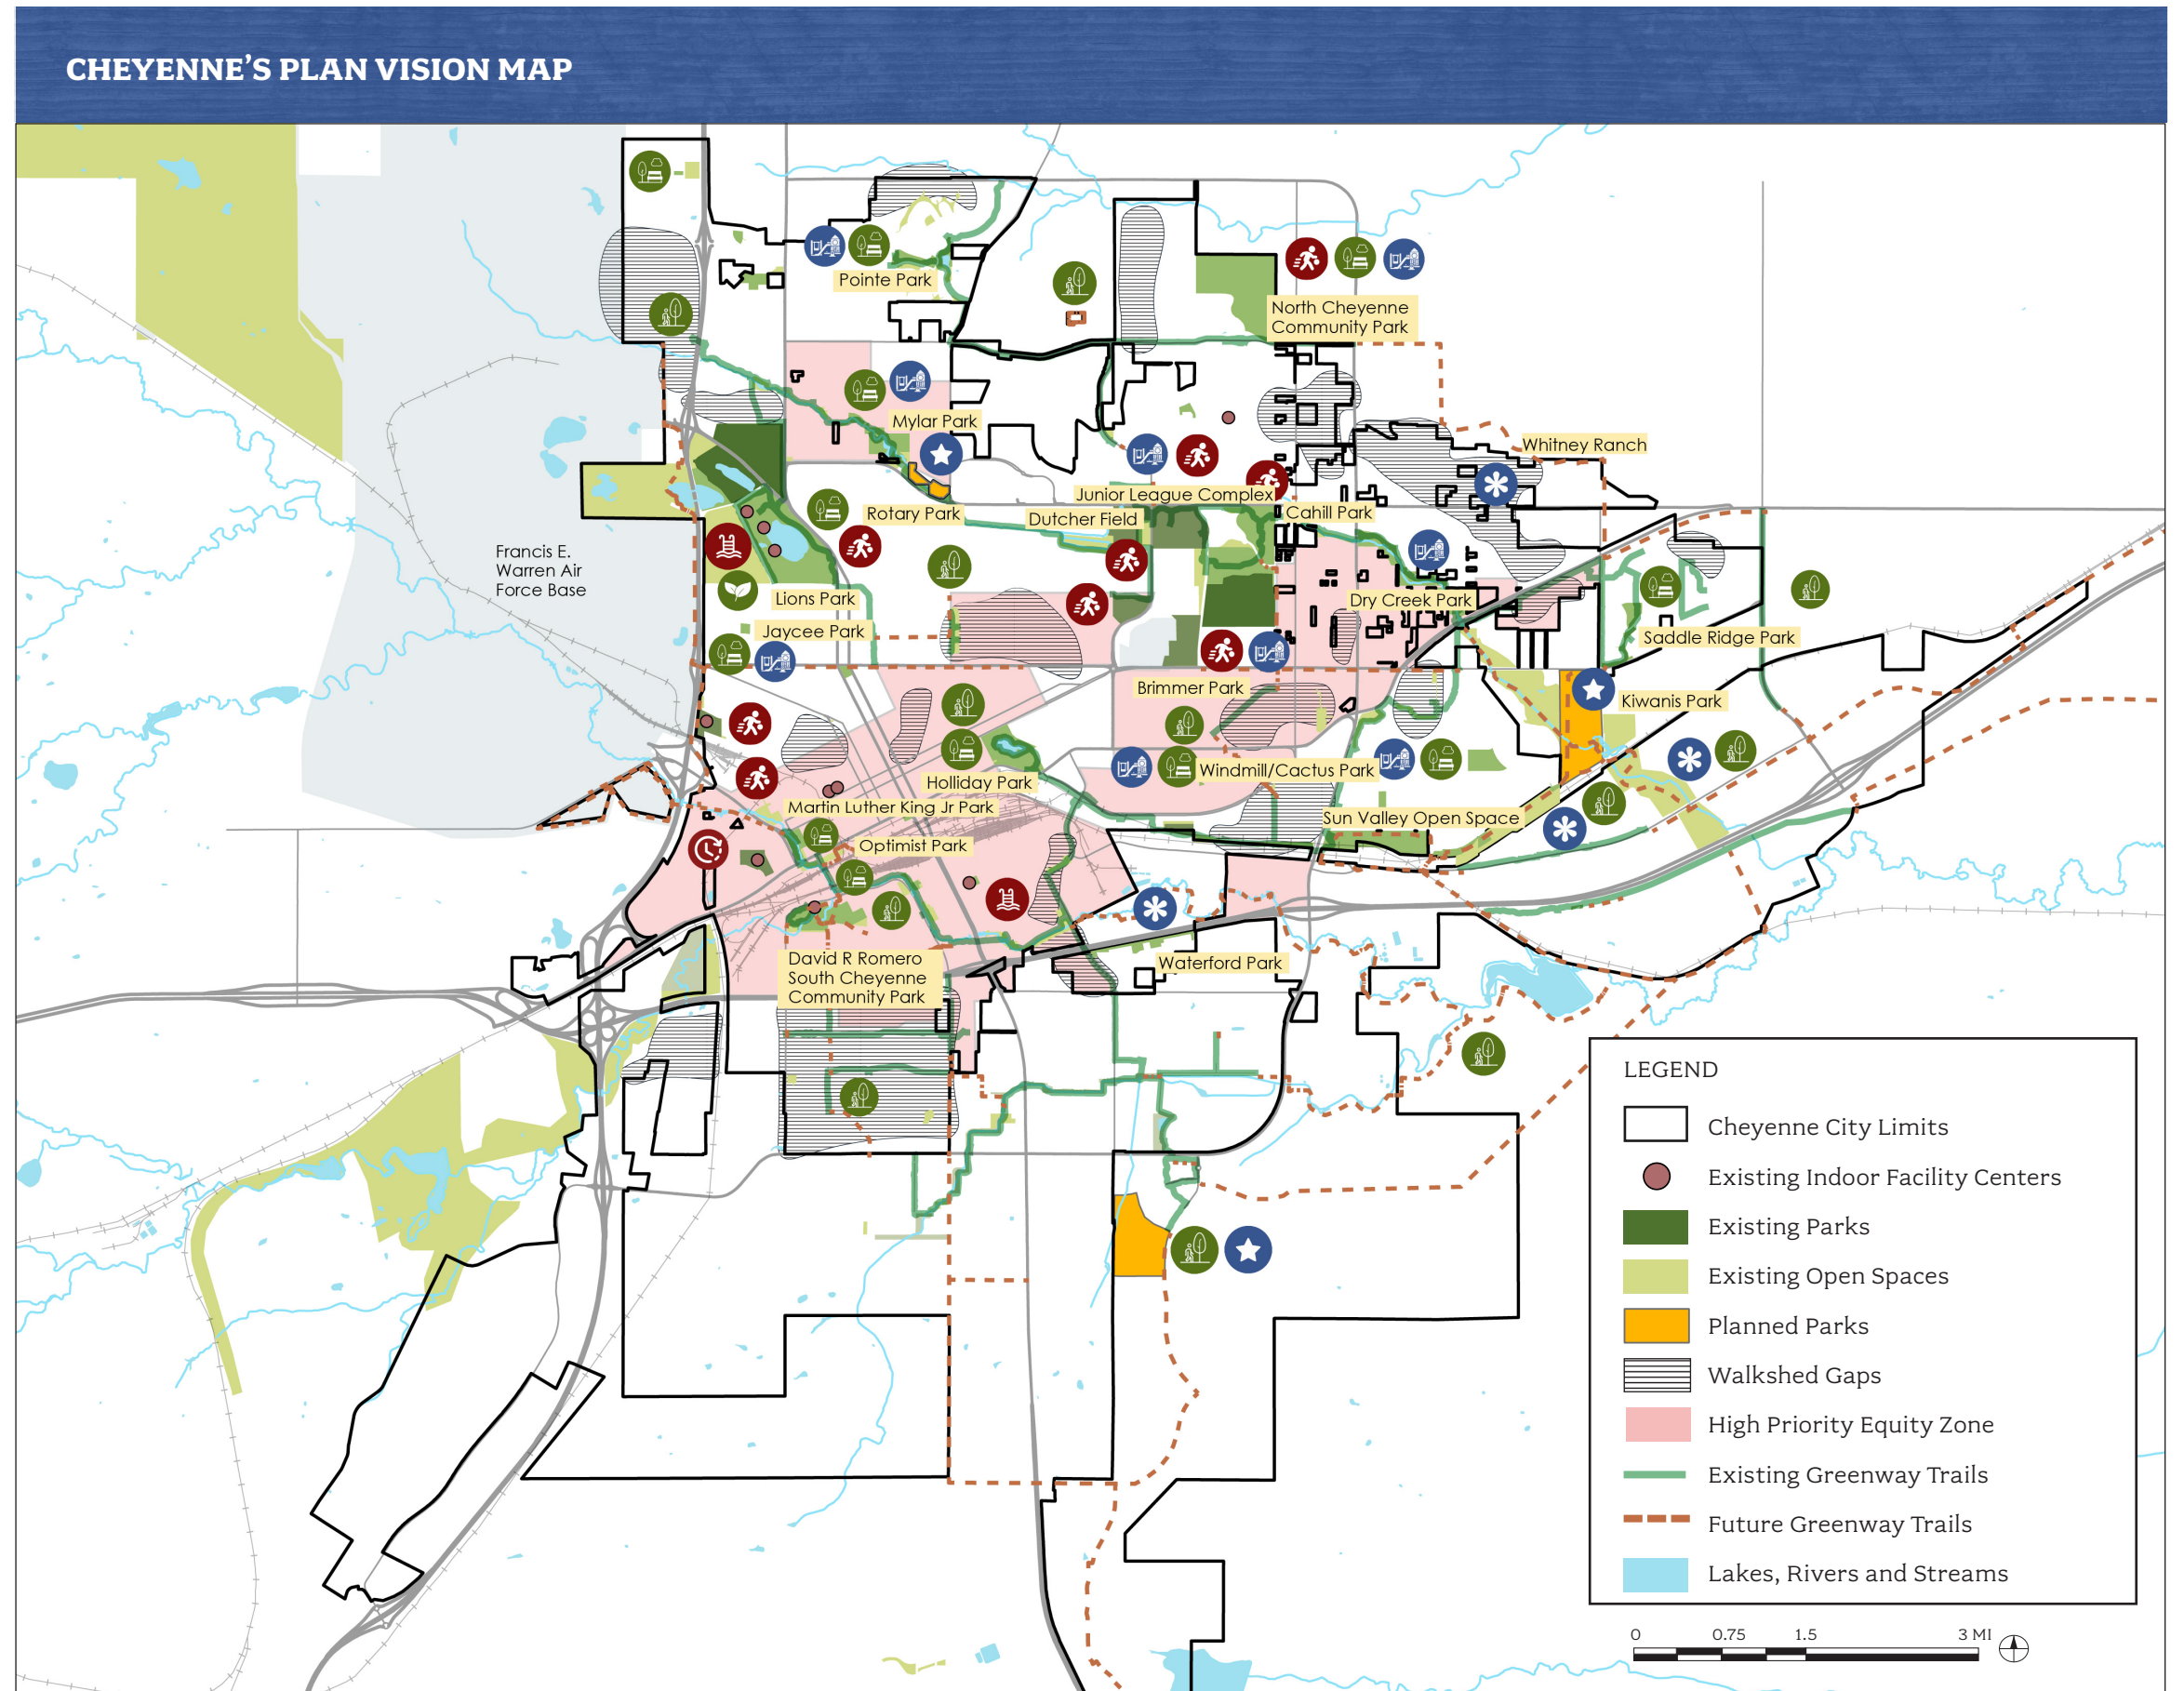 CHEYENNE'S PLAN VISION MAP
Pointe Park
North Cheyenne
Community Park
Mylar Park
Whitney Ranch
Junior League Complex
Rotary Park
Dutcher Field
Cahill Park
Francis E.
Warren Air
Force Base
Lions Park
Dry Creek Park
Jaycee Park
Saddle Ridge Park
Brimmer Park
Kiwanis Park
Windmill/Cactus Park
Holliday Park
Martin Luther King Jr Park
Sun Valley Open Space
Optimist Park
David R Romero
South Cheyenne
Community Park
Waterford Park
LEGEND
Cheyenne City Limits
Existing Indoor Facility Centers
Existing Parks
Existing Open Spaces
Planned Parks
Walkshed Gaps
High Priority Equity Zone
Existing Greenway Trails
Future Greenway Trails
Lakes, Rivers and Streams
0 0.75 1.5 3 MI